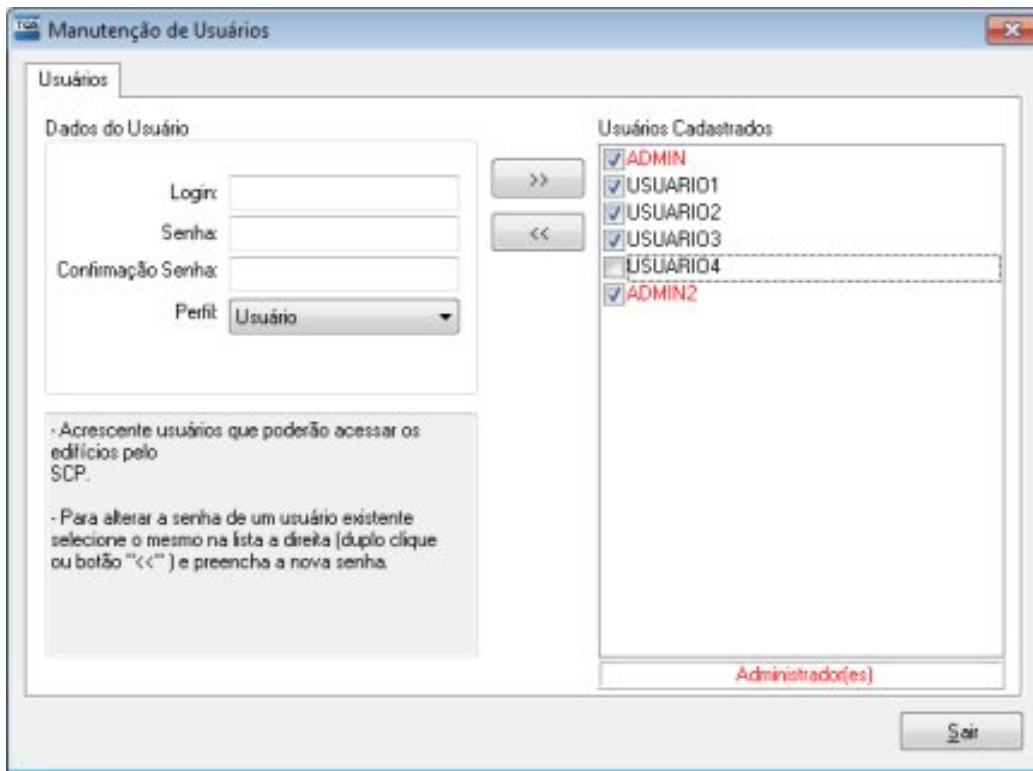 TQS
Manutenção de Usuários
Usuários
Dados do Usuário
Login:
Senha:
Confirmação Senha:
Perfil:
Usuário
>>
<<
- Acrescente usuários que poderão acessar os
edifícios pelo
SCP.
- Para alterar a senha de um usuário existente
selecione o mesmo na lista a direita (duplo clique
ou botão "<<" ) e preencha a nova senha.
Usuários Cadastrados
ADMIN
USUARIO1
USUARIO2
USUARIO3
USUARIO4
ADMIN2
Administrador(es)
Sair